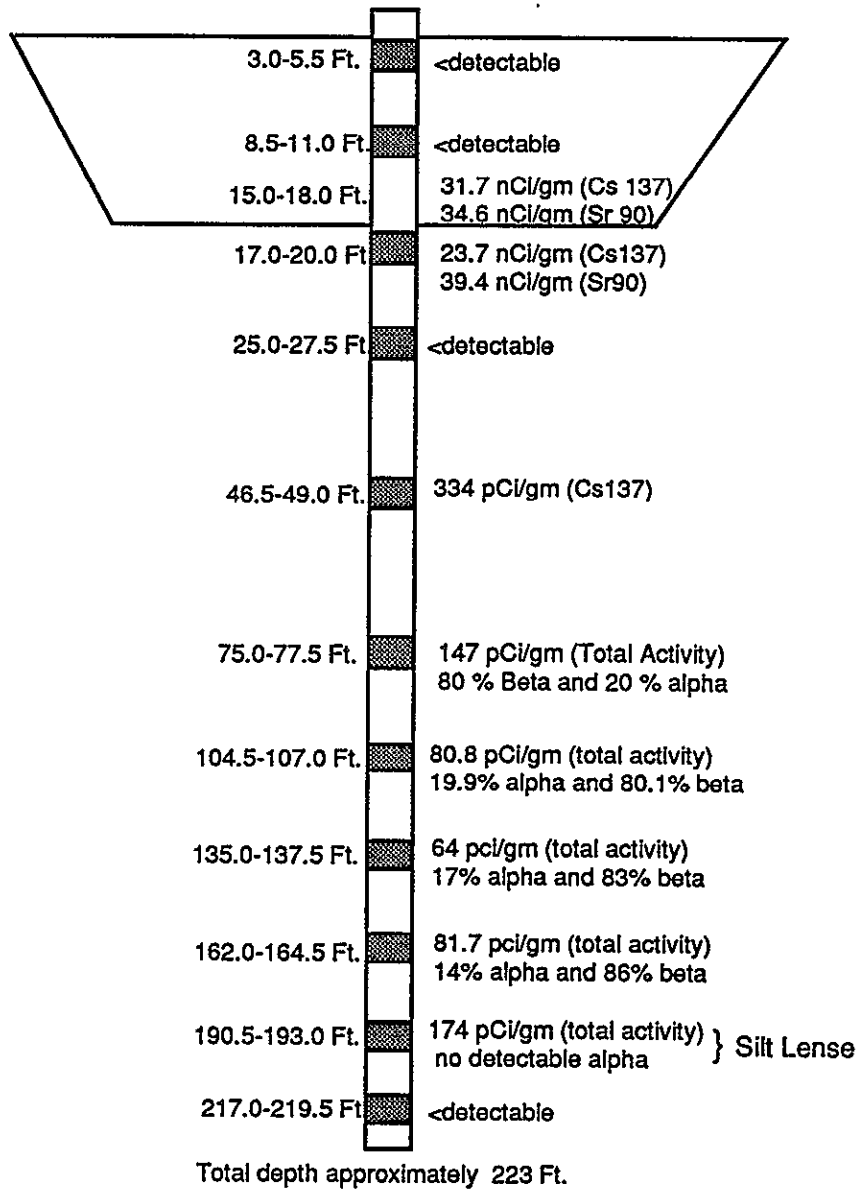 3.0-5.5 Ft. <detectable
8.5-11.0 Ft. <detectable
15.0-18.0 Ft. 31.7 nCi/gm (Cs 137)
34.6 nCi/gm (Sr 90)
17.0-20.0 Ft 23.7 nCi/gm (Cs137)
39.4 nCi/gm (Sr90)
25.0-27.5 Ft <detectable
46.5-49.0 Ft. 334 pCi/gm (Cs137)
75.0-77.5 Ft. 147 pCi/gm (Total Activity)
80 % Beta and 20 % alpha
104.5-107.0 Ft. 80.8 pCi/gm (total activity)
19.9% alpha and 80.1% beta
135.0-137.5 Ft. 64 pci/gm (total activity)
17% alpha and 83% beta
162.0-164.5 Ft. 81.7 pci/gm (total activity)
14% alpha and 86% beta
190.5-193.0 Ft. 174 pCi/gm (total activity) } Silt Lense
no detectable alpha
217.0-219.5 Ft <detectable
Total depth approximately 223 Ft.